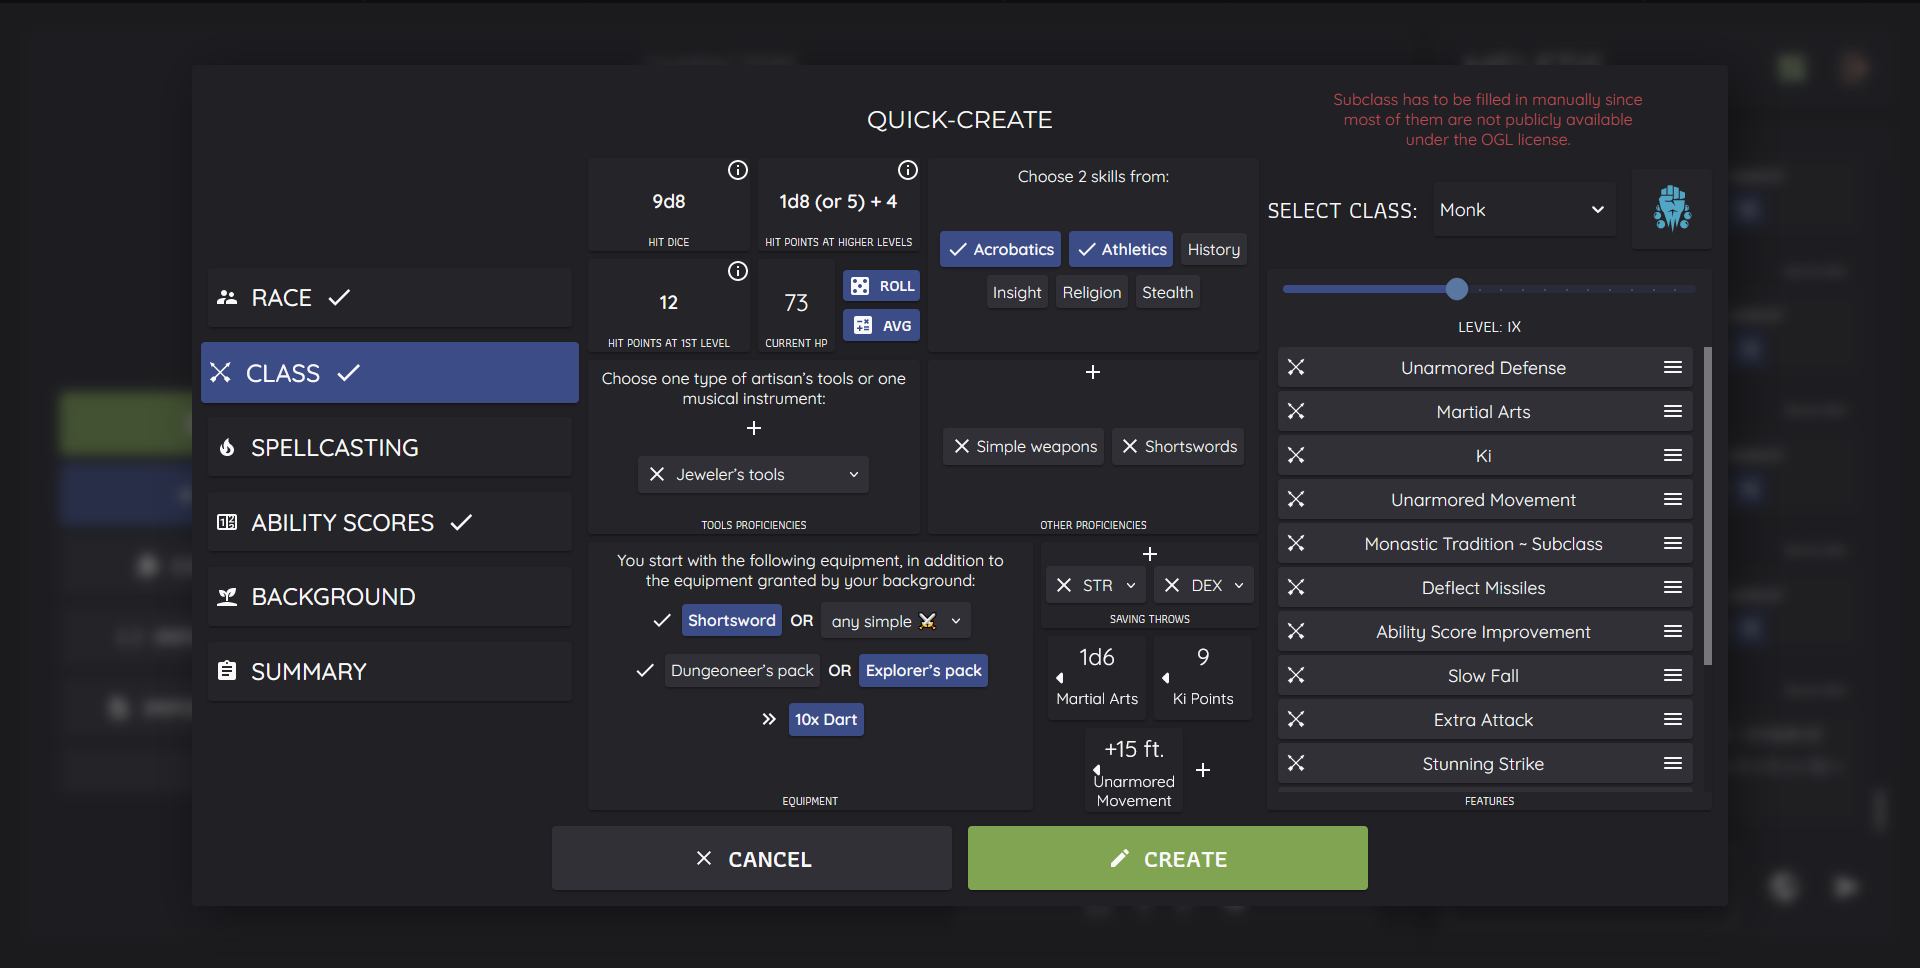 QUICK-CREATE
Subclass has to be filled in manually since
most of them are not publicly available
under the OGL license.
RACE
CLASS
SPELLCASTING
ABILITY SCORES
BACKGROUND
SUMMARY
9d8
HIT DICE
1d8 (or 5) + 4
HIT POINTS AT HIGHER LEVELS
12
HIT POINTS AT 1ST LEVEL
73
CURRENT HP
ROLL
AVG
Choose 2 skills from:
Acrobatics
Athletics
History
Insight
Religion
Stealth
Choose one type of artisan's tools or one
musical instrument:
Jeweler's tools
TOOLS PROFICIENCIES
Simple weapons
Shortswords
OTHER PROFICIENCIES
You start with the following equipment, in addition to
the equipment granted by your background:
Shortsword OR any simple
Dungeoneer's pack OR Explorer's pack
10x Dart
EQUIPMENT
STR
DEX
SAVING THROWS
1d6
Martial Arts
9
Ki Points
+15 ft.
Unarmored
Movement
SELECT CLASS:
Monk
LEVEL: IX
Unarmored Defense
Martial Arts
Ki
Unarmored Movement
Monastic Tradition ~ Subclass
Deflect Missiles
Ability Score Improvement
Slow Fall
Extra Attack
Stunning Strike
FEATURES
CANCEL
CREATE